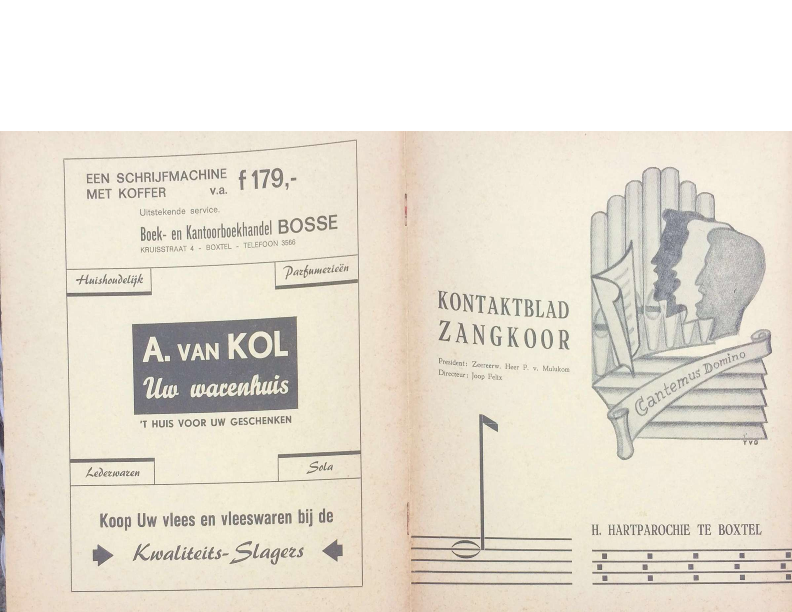 EEN SCHRIJFMACHINE
MET KOFFER v.a. f 179,-
Uitstekende service.
Boek- en Kantoorboekhandel BOSSE
KRUISSTRAAT 4 - BOXTEL - TELEFOON 3566
Huishoudelijk
Parfumerieën
A. VAN KOL
Uw warenhuis
'T HUIS VOOR UW GESCHENKEN
Lederwaren
Sola
Koop Uw vlees en vleeswaren bij de
Kwaliteits-Slagers
KONTAKTBLAD
ZANGKOOR
President: Zeereerw. Heer P. v. Mulukom
Directeur: Joop Felix
Cantemus Domino
TVG
H. HARTPAROCHIE TE BOXTEL